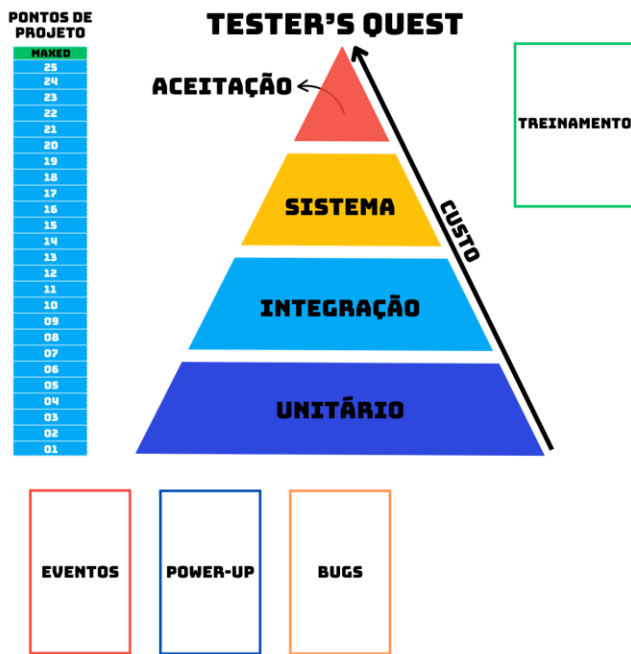 PONTOS DE
PROJETO
MAXED
25
24
23
22
21
20
19
18
17
16
15
14
13
12
11
10
09
08
07
06
05
04
03
02
01
TESTER'S QUEST
ACEITAÇÃO
SISTEMA
INTEGRAÇÃO
UNITÁRIO
CUSTO
TREINAMENTO
EVENTOS
POWER-UP
BUGS